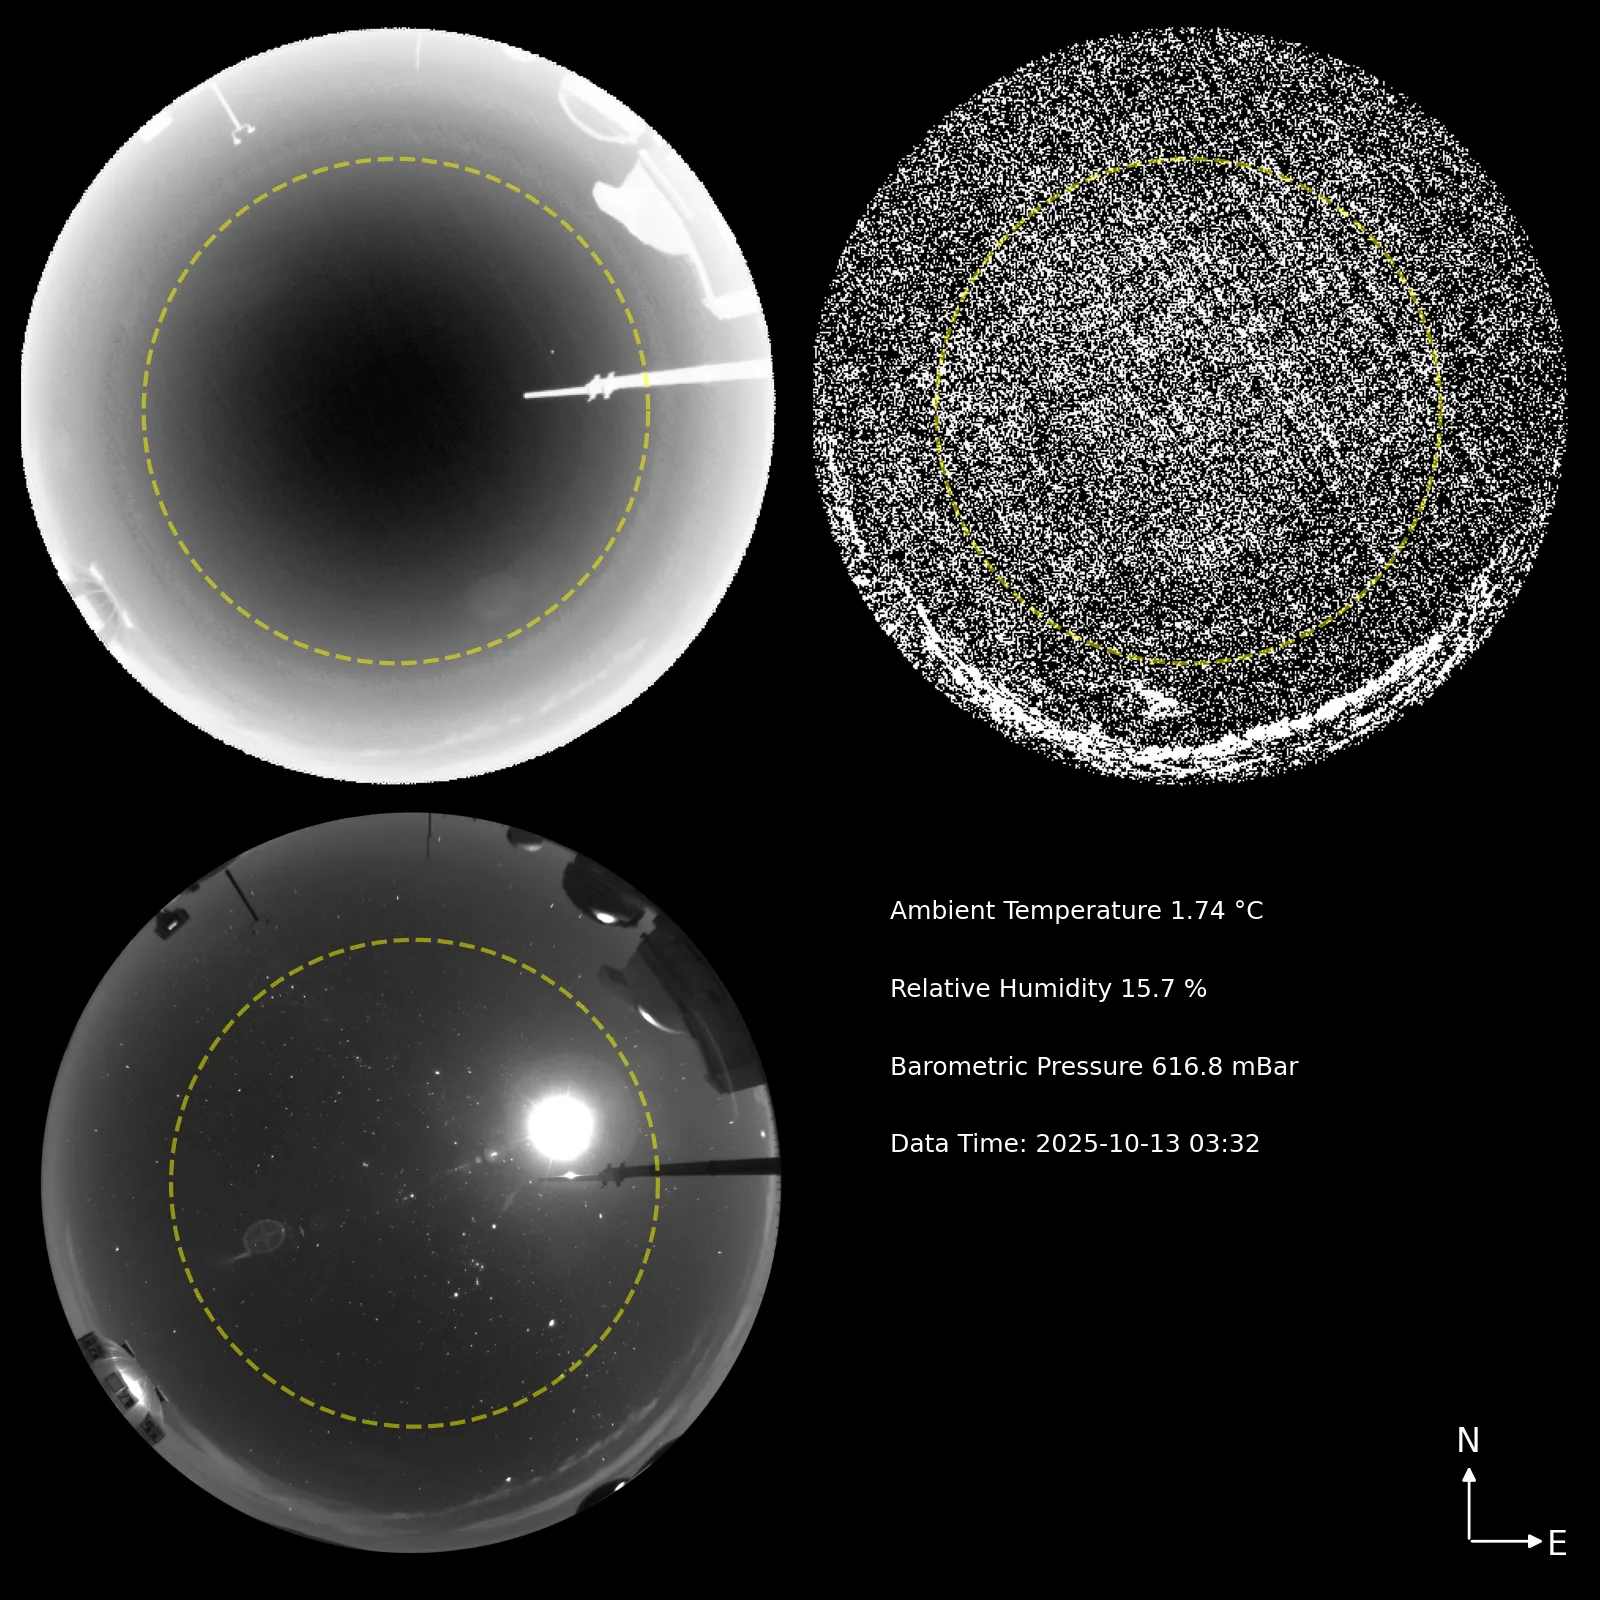 Ambient Temperature 1.74 °C
Relative Humidity 15.7 %
Barometric Pressure 616.8 mBar
Data Time: 2025-10-13 03:32
N
E